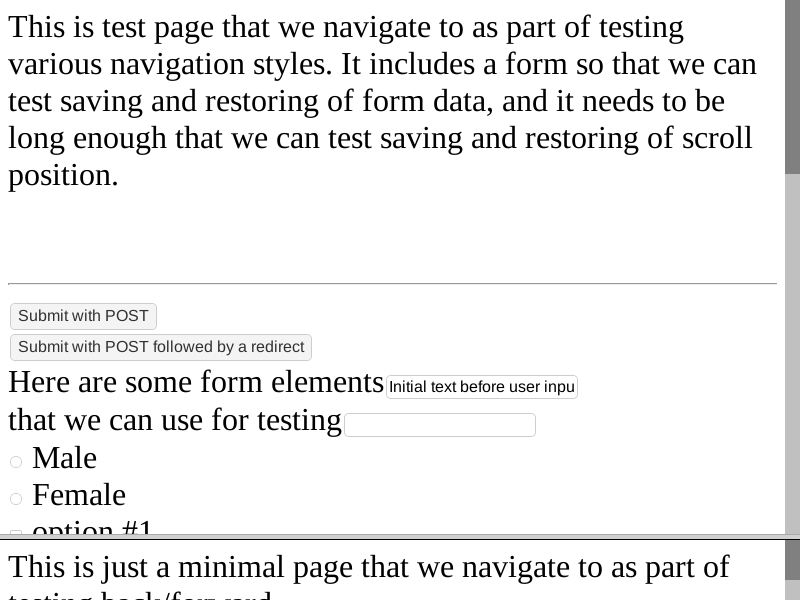 This is test page that we navigate to as part of testing
various navigation styles. It includes a form so that we can
test saving and restoring of form data, and it needs to be
long enough that we can test saving and restoring of scroll
position.
Submit with POST
Submit with POST followed by a redirect
Here are some form elements Initial text before user inpu
that we can use for testing
Male
Female
option #1
This is just a minimal page that we navigate to as part of
testing back/forward